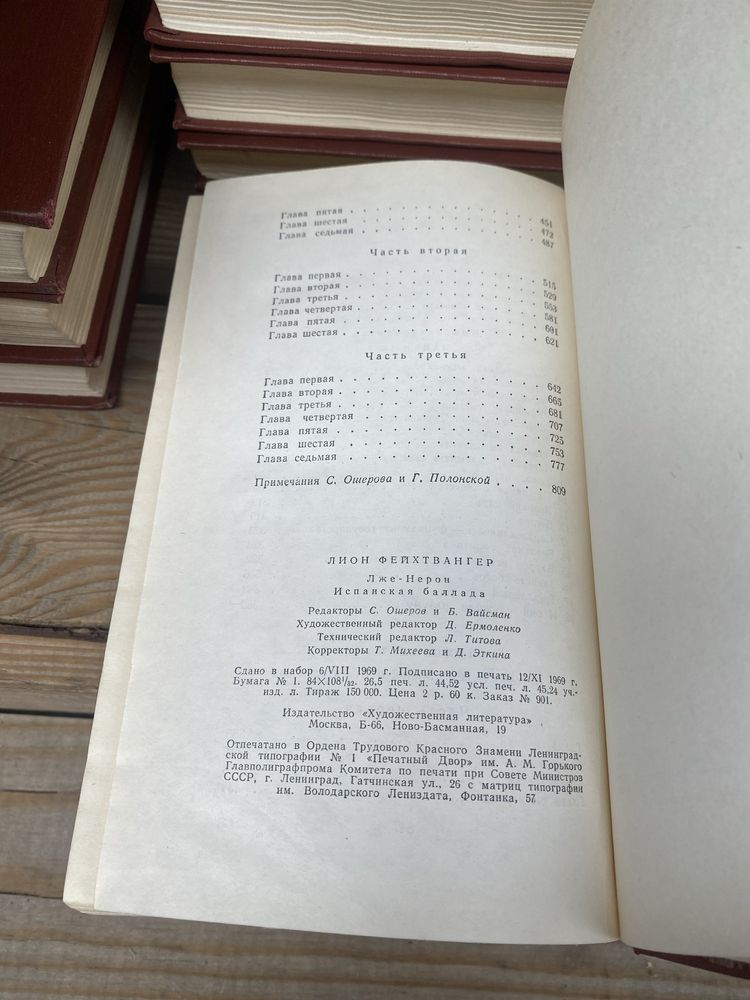 Глава пятая . . . . . . . . . . . . . 451
Глава шестая . . . . . . . . . . . . . 472
Глава седьмая . . . . . . . . . . . . . 487
Часть вторая
Глава первая . . . . . . . . . . . . . 515
Глава вторая . . . . . . . . . . . . . 529
Глава третья . . . . . . . . . . . . . 553
Глава четвертая . . . . . . . . . . . . . 581
Глава пятая . . . . . . . . . . . . . 601
Глава шестая . . . . . . . . . . . . . 621
Часть третья
Глава первая . . . . . . . . . . . . . 642
Глава вторая . . . . . . . . . . . . . 665
Глава третья . . . . . . . . . . . . . 681
Глава четвертая . . . . . . . . . . . . . 707
Глава пятая . . . . . . . . . . . . . 725
Глава шестая . . . . . . . . . . . . . 753
Глава седьмая . . . . . . . . . . . . . 777
Примечания С. Ошерова и Г. Полонской . . . . 809
ЛИОН ФЕЙХТВАНГЕР
Лже-Нерон
Испанская баллада
Редакторы С. Ошеров и Б. Вайсман
Художественный редактор Д. Ермоленко
Технический редактор Л. Титова
Корректоры Т. Михеева и Д. Эткина
Сдано в набор 6/VIII 1969 г. Подписано в печать 12/XI 1969 г.
Бумага № 1. 84×108¹/₃₂. 26,5 печ. л. 44,52 усл. печ. л. 45,24 уч.-
изд. л. Тираж 150 000. Цена 2 р. 60 к. Заказ № 901.
Издательство «Художественная литература»
Москва, Б-66, Ново-Басманная, 19
Отпечатано в Ордена Трудового Красного Знамени Ленинград-
ской типографии № 1 «Печатный Двор» им. А. М. Горького
Главполиграфпрома Комитета по печати при Совете Министров
СССР, г. Ленинград, Гатчинская ул., 26 с матриц типографии
им. Володарского Лениздата, Фонтанка, 57